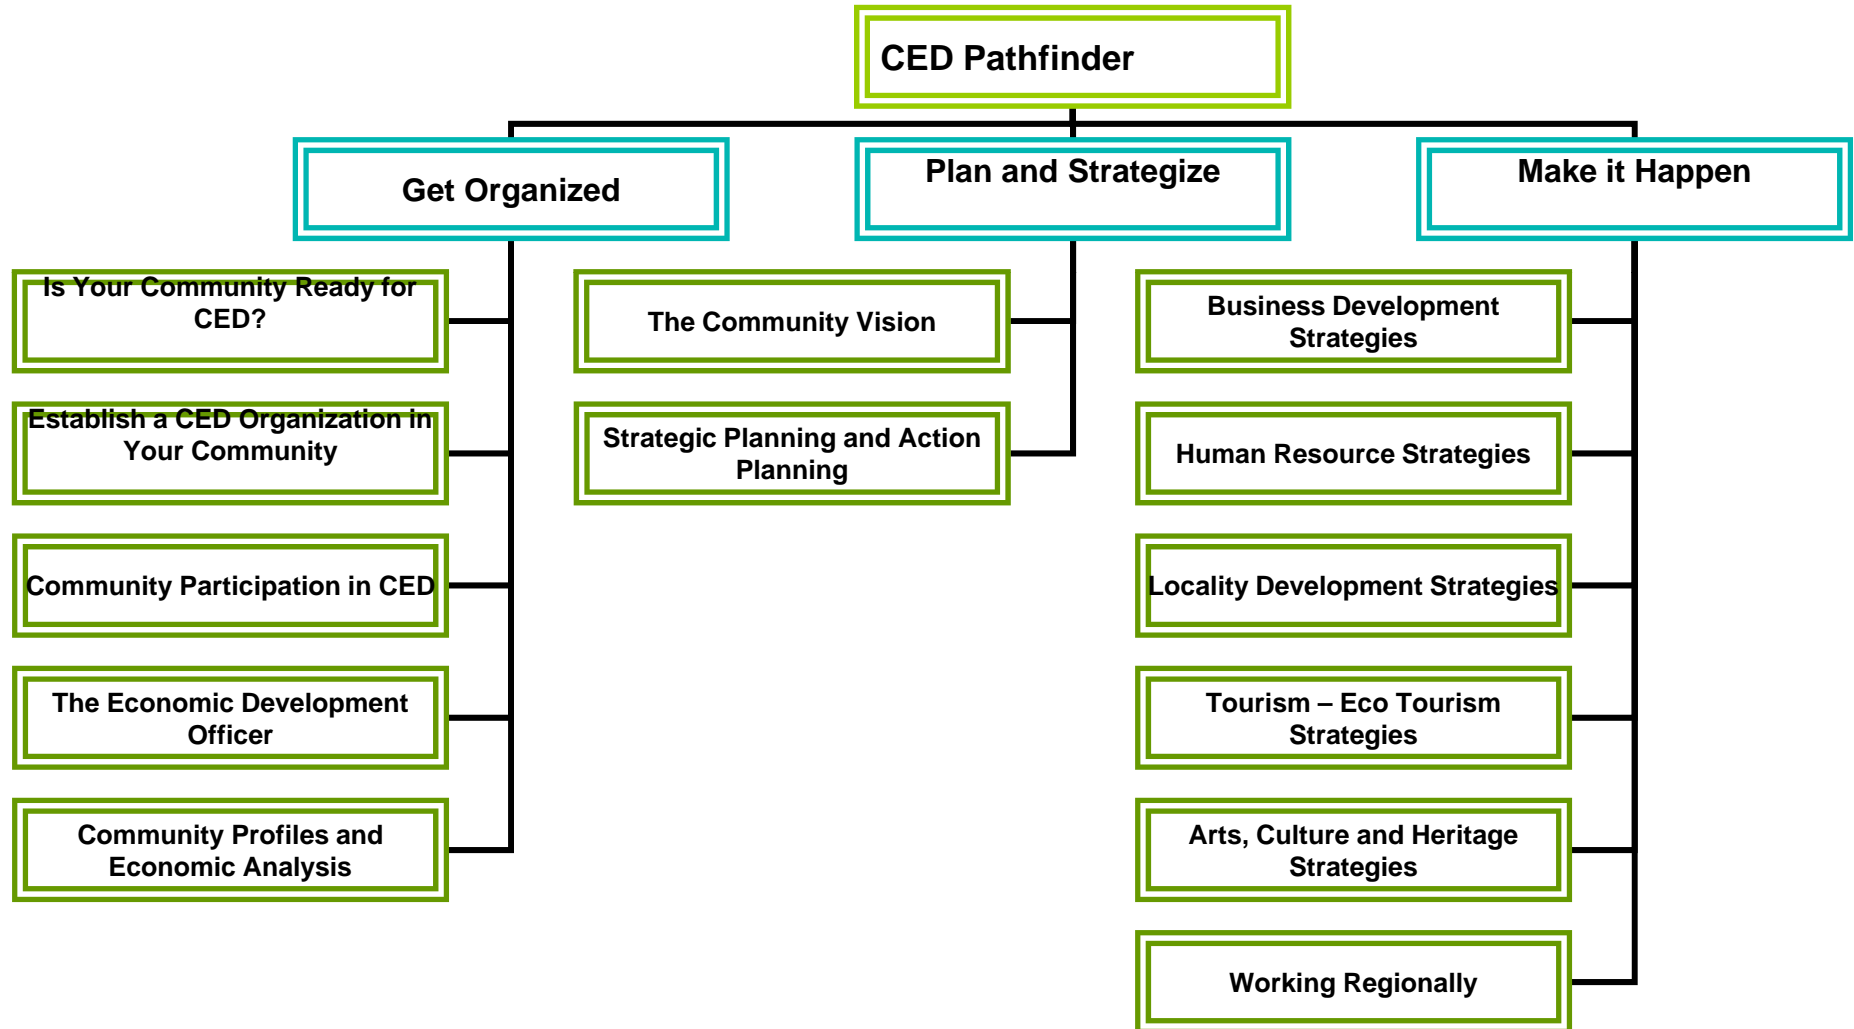 CED Pathfinder
Get Organized
Plan and Strategize
Make it Happen
Is Your Community Ready for
CED?
Establish a CED Organization in
Your Community
Community Participation in CED
The Economic Development
Officer
Community Profiles and
Economic Analysis
The Community Vision
Strategic Planning and Action
Planning
Business Development
Strategies
Human Resource Strategies
Locality Development Strategies
Tourism – Eco Tourism
Strategies
Arts, Culture and Heritage
Strategies
Working Regionally